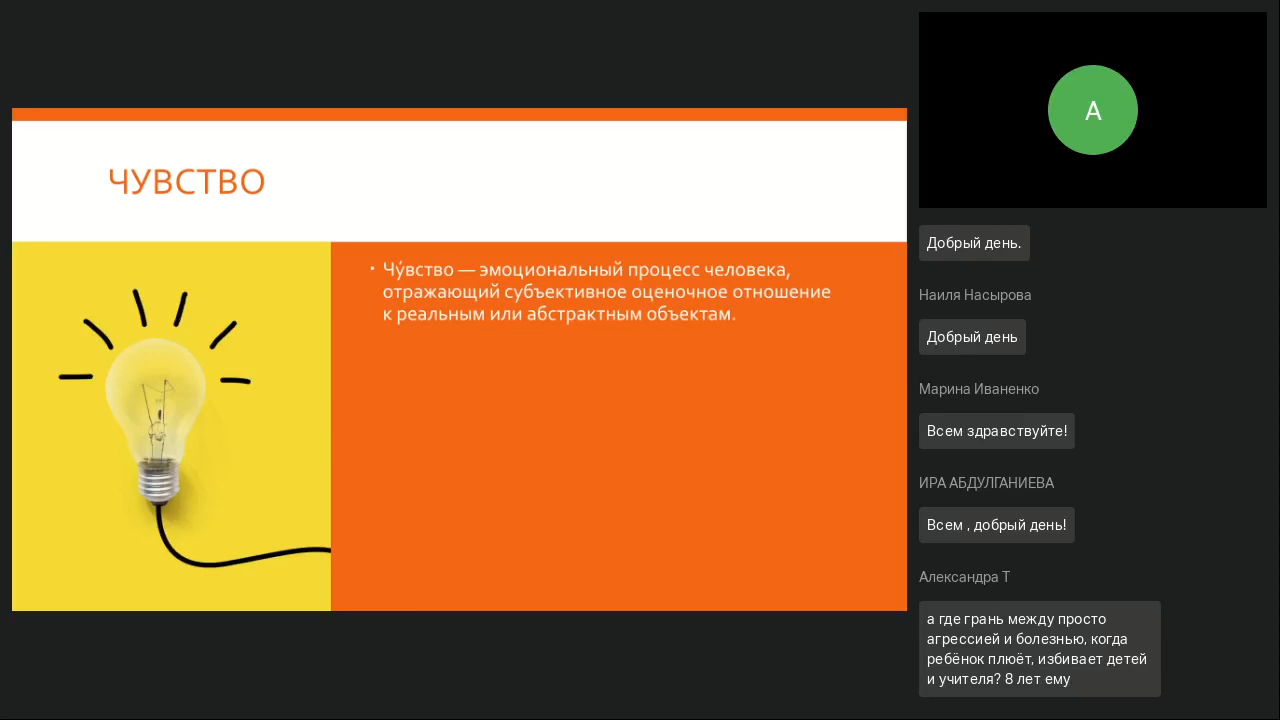 ЧУВСТВО
• Чу́вство — эмоциональный процесс человека,
отражающий субъективное оценочное отношение
к реальным или абстрактным объектам.
А
Добрый день.
Наиля Насырова
Добрый день
Марина Иваненко
Всем здравствуйте!
ИРА АБДУЛГАНИЕВА
Всем , добрый день!
Александра Т
а где грань между просто
агрессией и болезнью, когда
ребёнок плюёт, избивает детей
и учителя? 8 лет ему